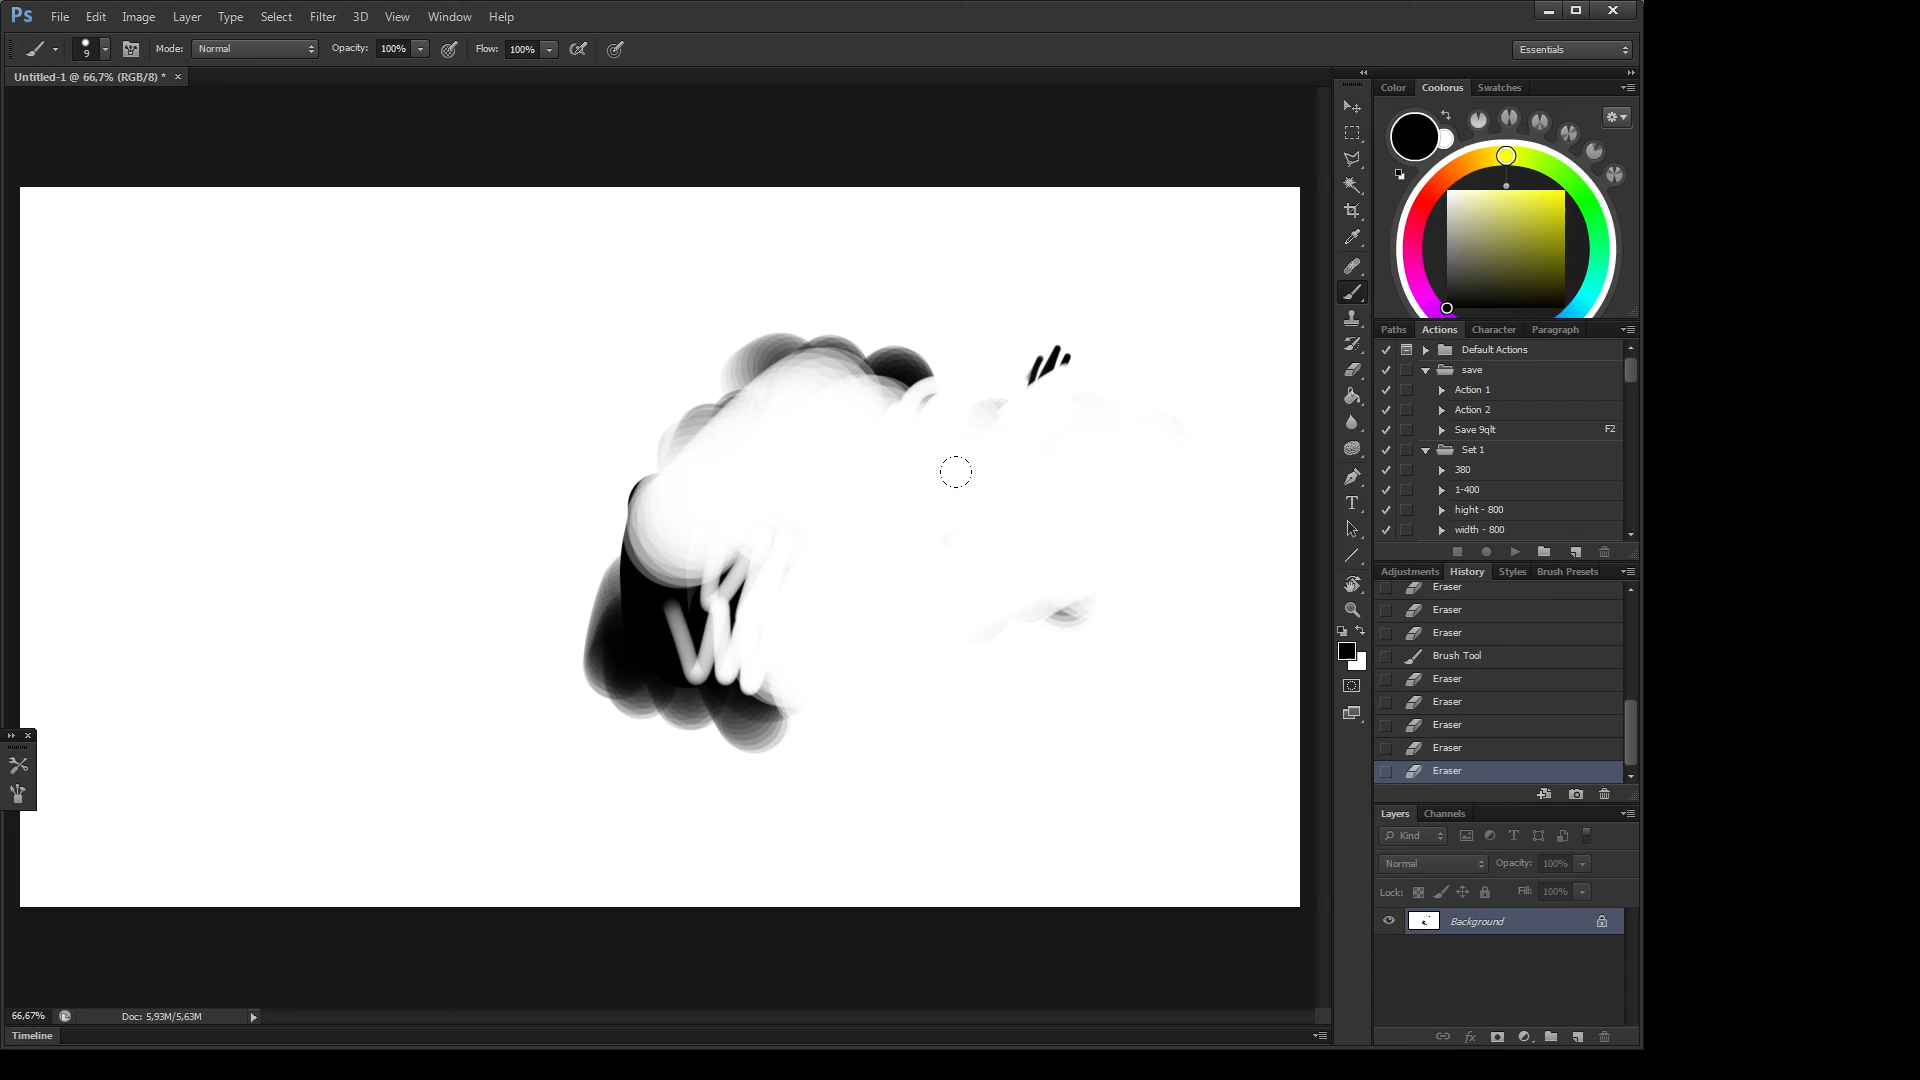 Ps File Edit Image Layer Type Select Filter 3D View Window Help
9 Mode: Normal Opacity: 100% Flow: 100% Essentials
Untitled-1 @ 66,7% (RGB/8) * ×
Color Coolorus Swatches
Paths Actions Character Paragraph
Default Actions
save
Action 1
Action 2
Save 9qlt F2
Set 1
380
1-400
hight - 800
width - 800
Adjustments History Styles Brush Presets
Eraser
Eraser
Eraser
Brush Tool
Eraser
Eraser
Eraser
Eraser
Eraser
Layers Channels
Kind
Normal Opacity: 100%
Lock: Fill: 100%
Background
fx
66,67% Doc: 5,93M/5,63M
Timeline